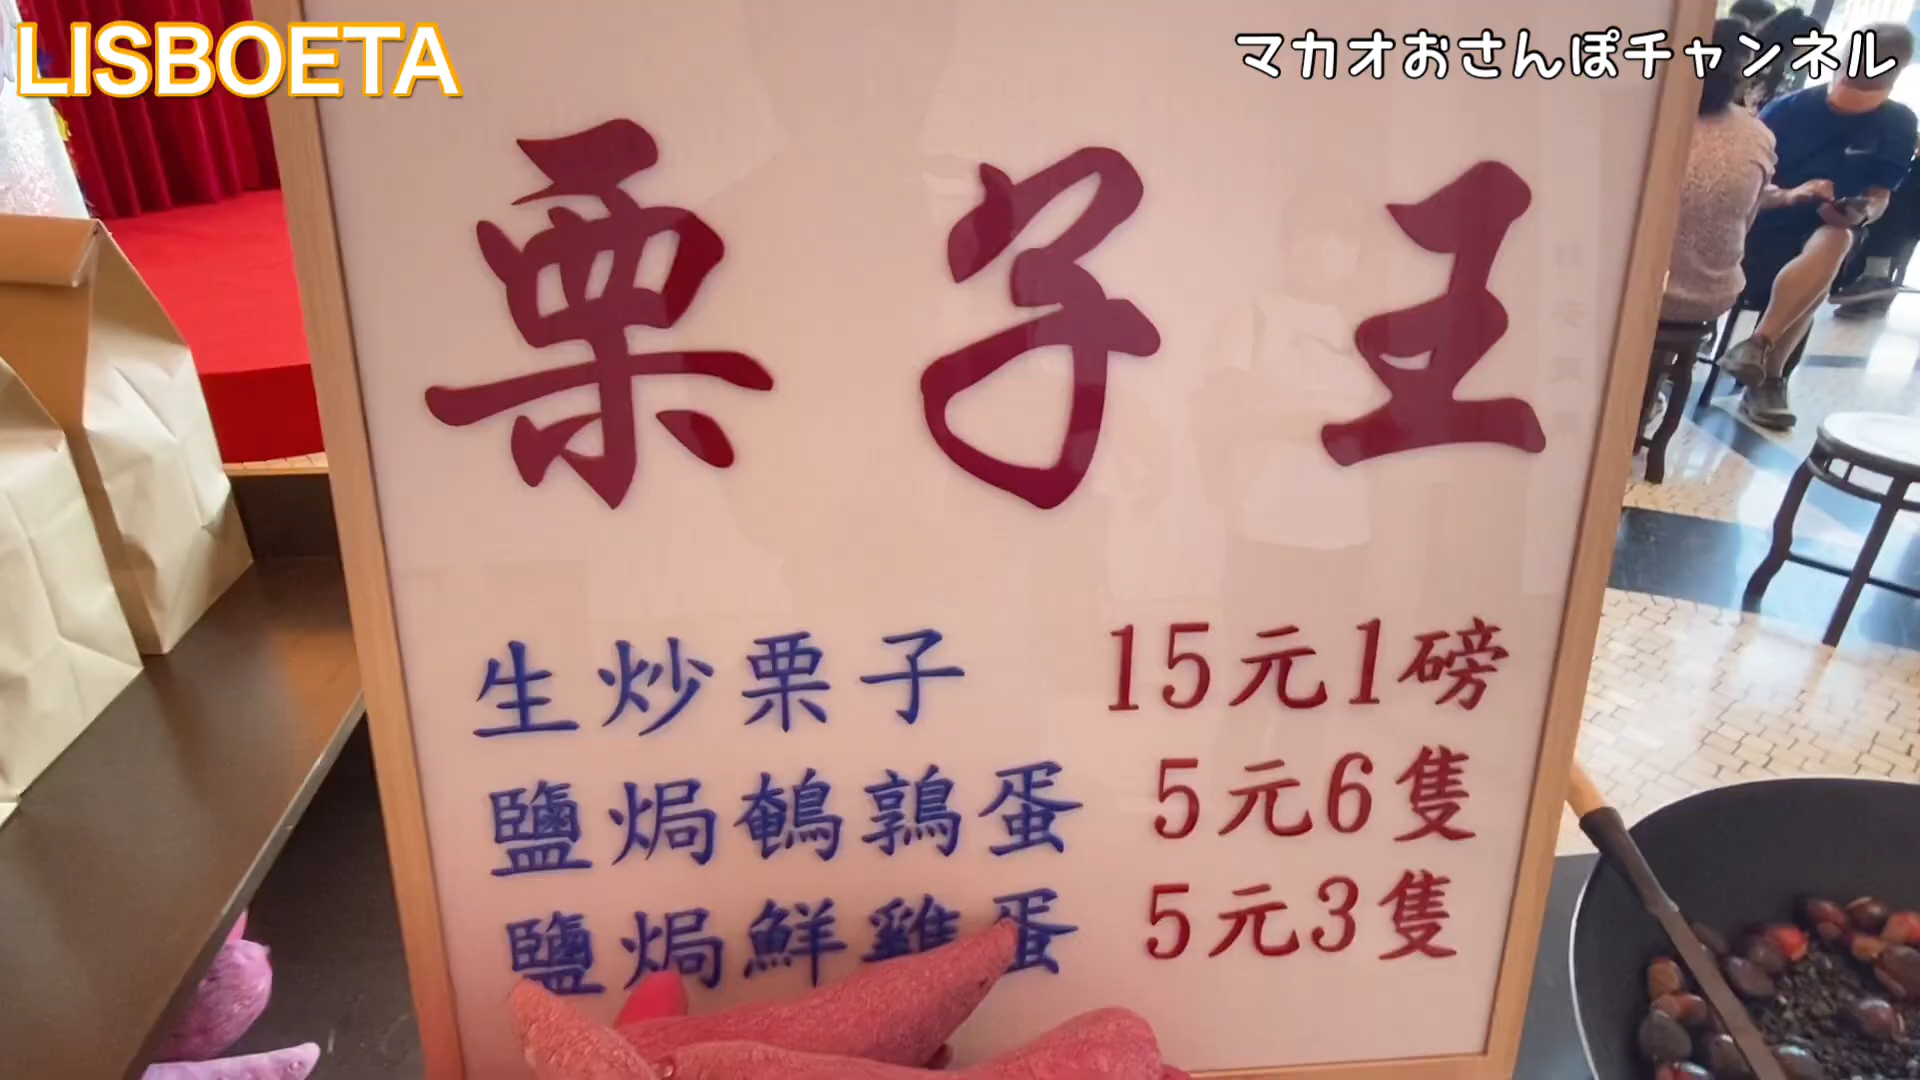 LISBOETA
マカオおさんぽチャンネル
栗子王
生炒栗子 15元1磅
鹽焗鵪鶉蛋 5元6隻
鹽焗鮮雞蛋 5元3隻